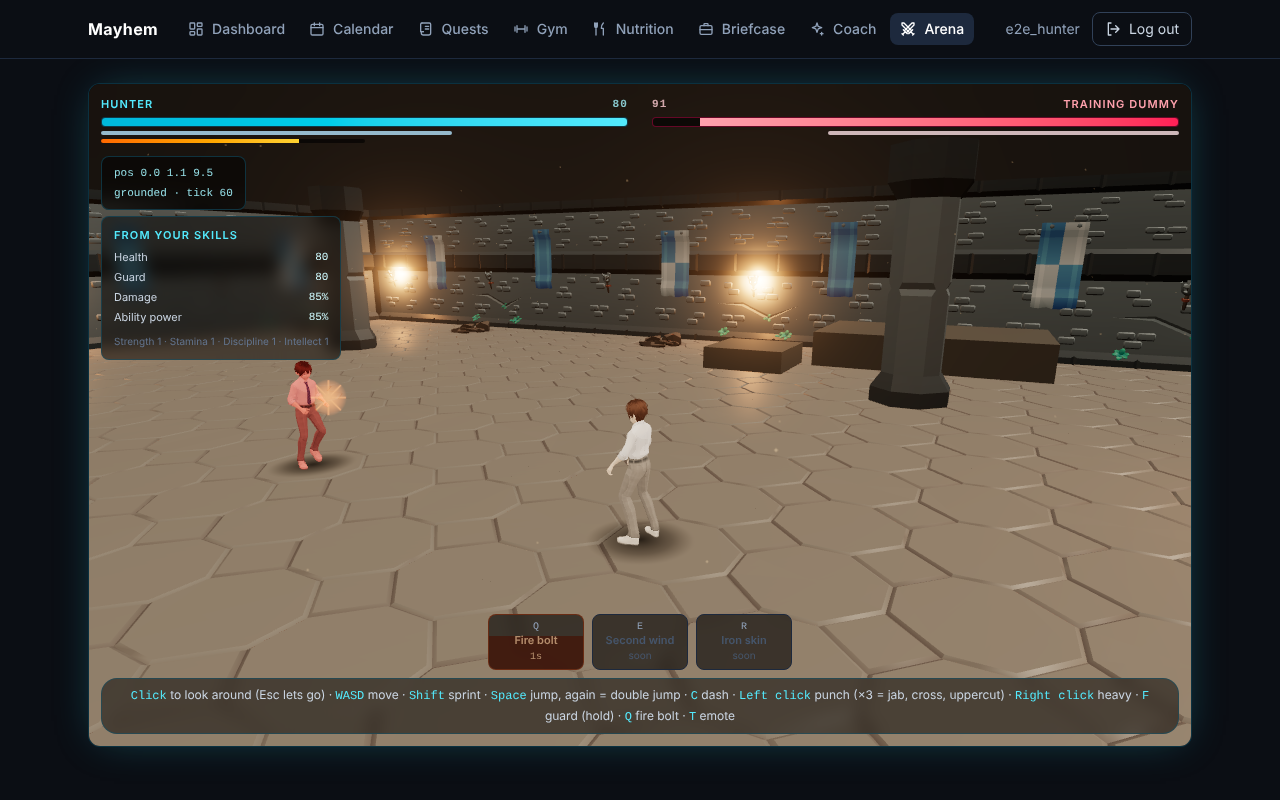 Mayhem
Dashboard
Calendar
Quests
Gym
Nutrition
Briefcase
Coach
Arena
e2e_hunter
Log out
HUNTER
80
91
TRAINING DUMMY
pos 0.0 1.1 9.5
grounded · tick 60
FROM YOUR SKILLS
Health 80
Guard 80
Damage 85%
Ability power 85%
Strength 1 · Stamina 1 · Discipline 1 · Intellect 1
Q
Fire bolt
1s
E
Second wind
soon
R
Iron skin
soon
Click to look around (Esc lets go) · WASD move · Shift sprint · Space jump, again = double jump · C dash · Left click punch (×3 = jab, cross, uppercut) · Right click heavy · F
guard (hold) · Q fire bolt · T emote